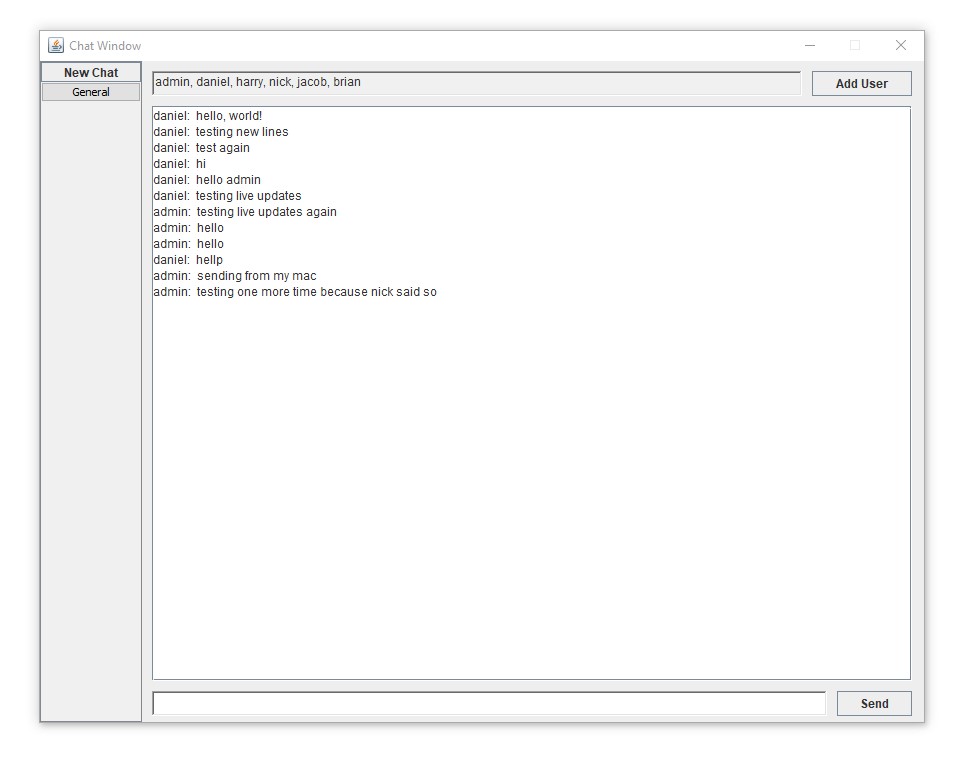 Chat Window
New Chat
General
admin, daniel, harry, nick, jacob, brian
Add User
daniel:  hello, world!
daniel:  testing new lines
daniel:  test again
daniel:  hi
daniel:  hello admin
daniel:  testing live updates
admin:  testing live updates again
admin:  hello
admin:  hello
daniel:  hellp
admin:  sending from my mac
admin:  testing one more time because nick said so
Send